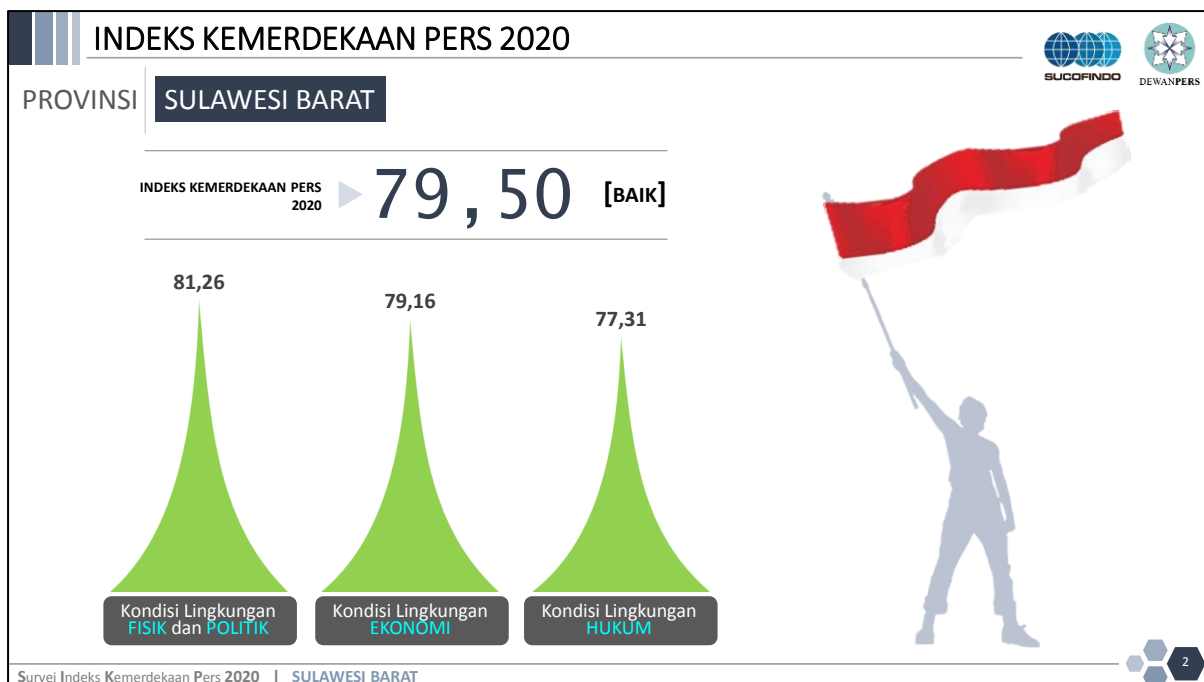 INDEKS KEMERDEKAAN PERS 2020
SUCOFINDO
DEWANPERS
PROVINSI SULAWESI BARAT
INDEKS KEMERDEKAAN PERS
2020
79,50
[BAIK]
81,26
79,16
77,31
Kondisi Lingkungan
FISIK dan POLITIK
Kondisi Lingkungan
EKONOMI
Kondisi Lingkungan
HUKUM
Survei Indeks Kemerdekaan Pers 2020 | SULAWESI BARAT
2